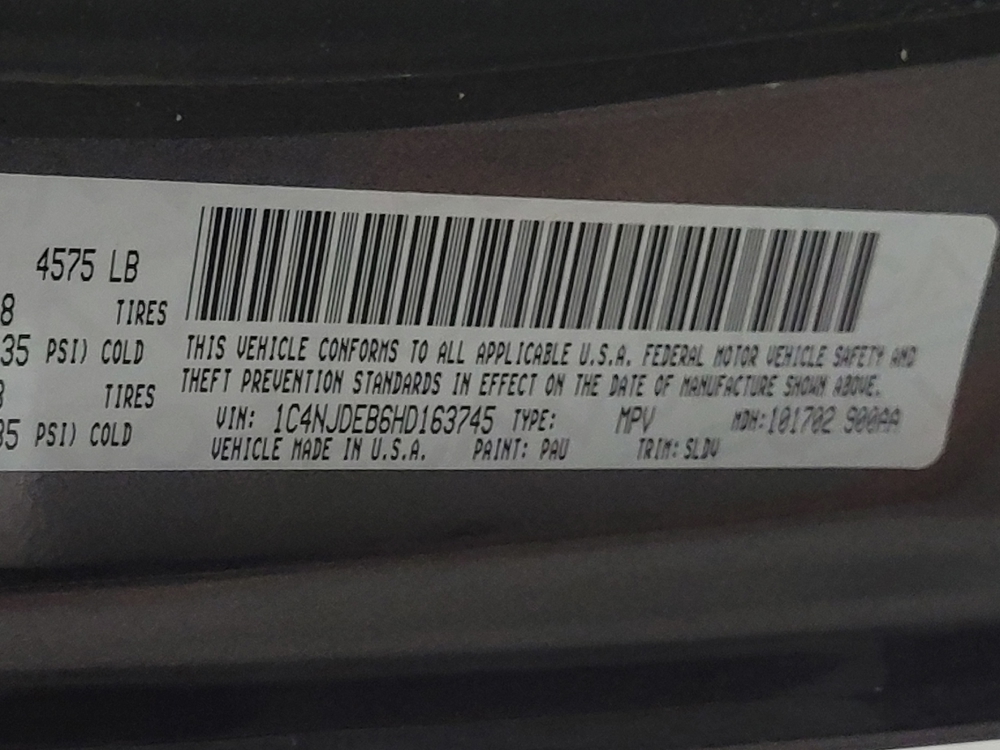 4575 LB
8 TIRES
35 PSI) COLD
THIS VEHICLE CONFORMS TO ALL APPLICABLE U.S.A. FEDERAL MOTOR VEHICLE SAFETY AND
THEFT PREVENTION STANDARDS IN EFFECT ON THE DATE OF MANUFACTURE SHOWN ABOVE.
TIRES
VIN: 1C4NJDEB6HD163745 TYPE: MPV MDH:101702 900AA
35 PSI) COLD
VEHICLE MADE IN U.S.A. PAINT: PAU TRIM: SLDV